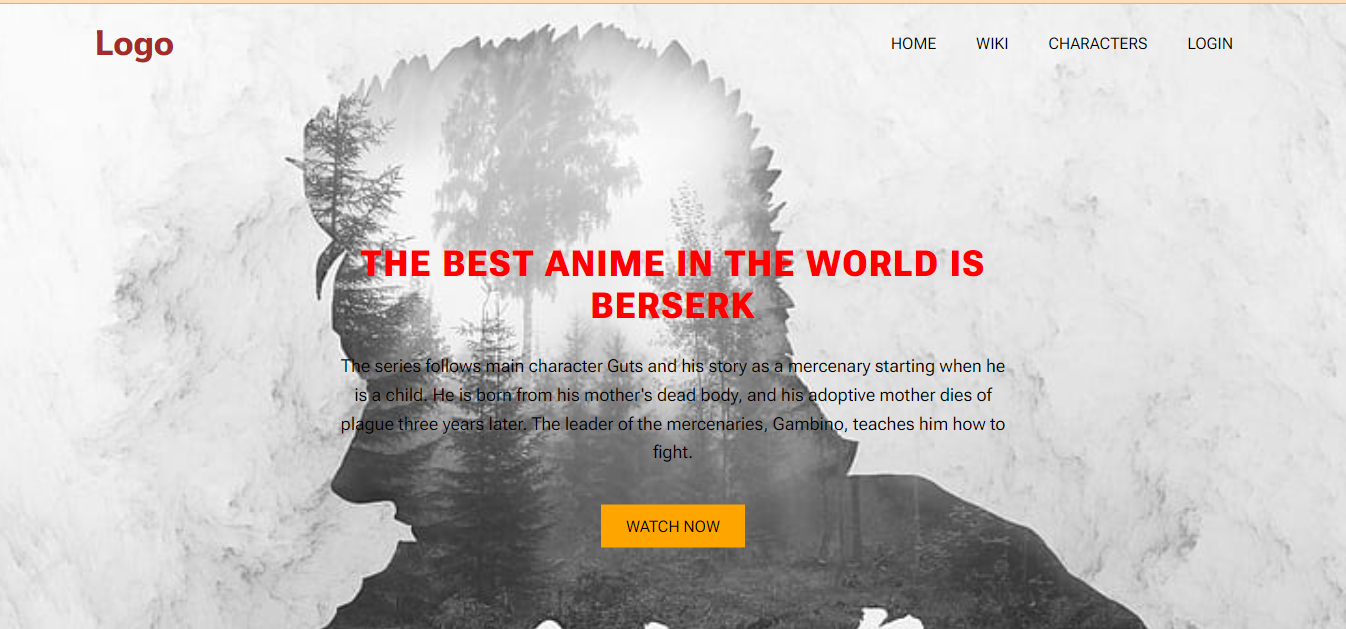 Logo
HOME WIKI CHARACTERS LOGIN
THE BEST ANIME IN THE WORLD IS
BERSERK
The series follows main character Guts and his story as a mercenary starting when he
is a child. He is born from his mother's dead body, and his adoptive mother dies of
plague three years later. The leader of the mercenaries, Gambino, teaches him how to
fight.
WATCH NOW